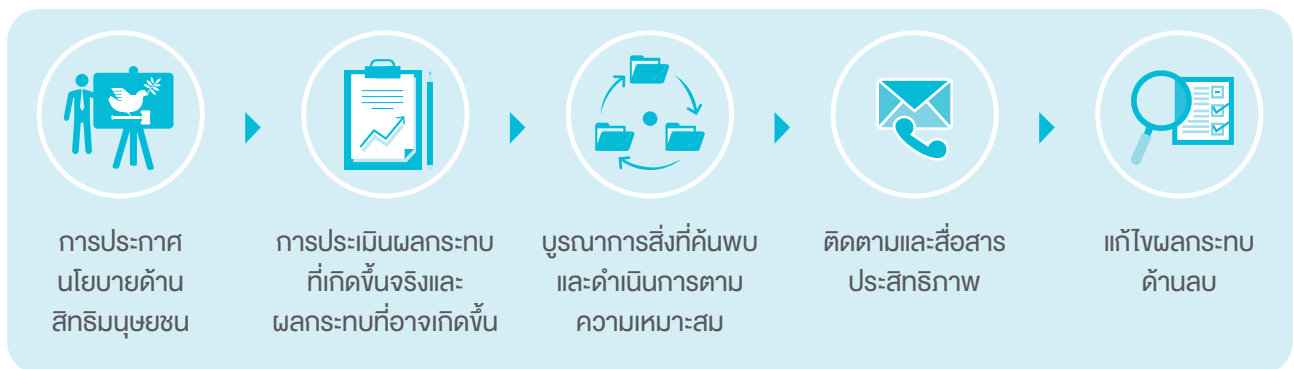 การประกาศ
นโยบายด้าน
สิทธิมนุษยชน
การประเมินผลกระทบ
ที่เกิดขึ้นจริงและ
ผลกระทบที่อาจเกิดขึ้น
บูรณาการสิ่งที่ค้นพบ
และดำเนินการตาม
ความเหมาะสม
ติดตามและสื่อสาร
ประสิทธิภาพ
แก้ไขผลกระทบ
ด้านลบ